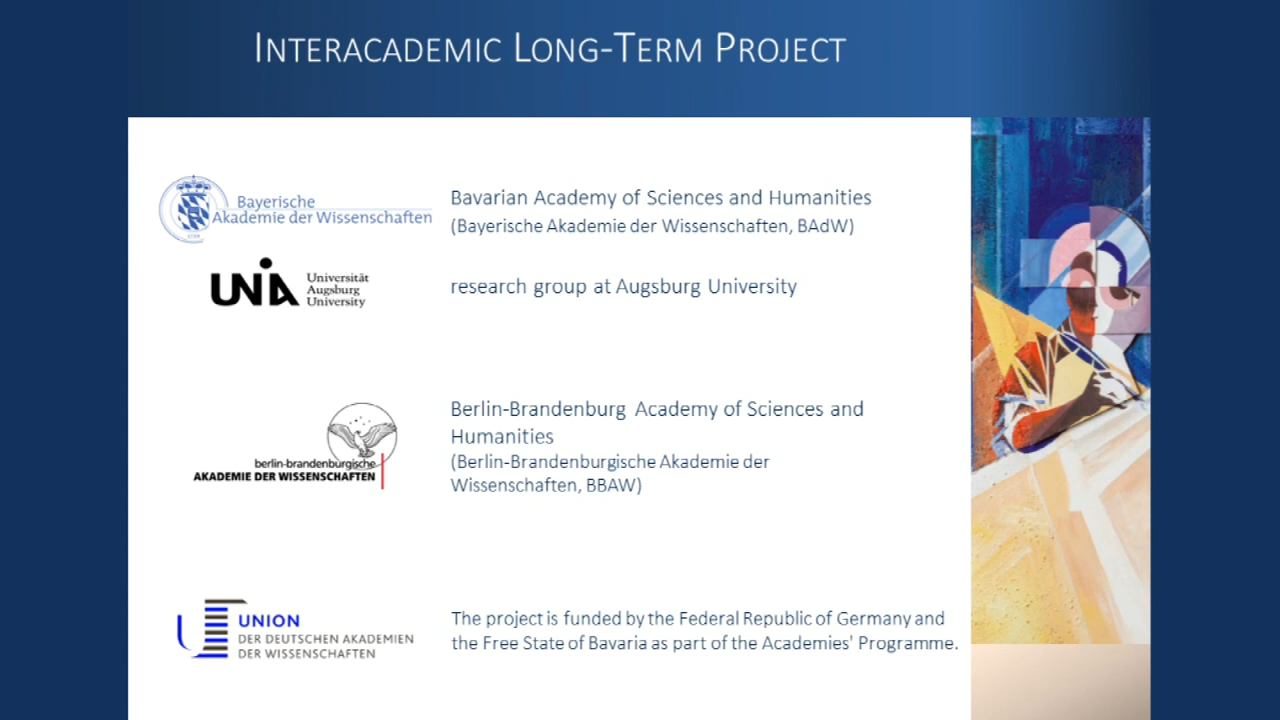 INTERACADEMIC LONG-TERM PROJECT
Bayerische
Akademie der Wissenschaften
Bavarian Academy of Sciences and Humanities
(Bayerische Akademie der Wissenschaften, BAdW)
UNIA
Universität
Augsburg
University
research group at Augsburg University
berlin-brandenburgische
AKADEMIE DER WISSENSCHAFTEN
Berlin-Brandenburg Academy of Sciences and
Humanities
(Berlin-Brandenburgische Akademie der
Wissenschaften, BBAW)
UNION
DER DEUTSCHEN AKADEMIEN
DER WISSENSCHAFTEN
The project is funded by the Federal Republic of Germany and
the Free State of Bavaria as part of the Academies' Programme.